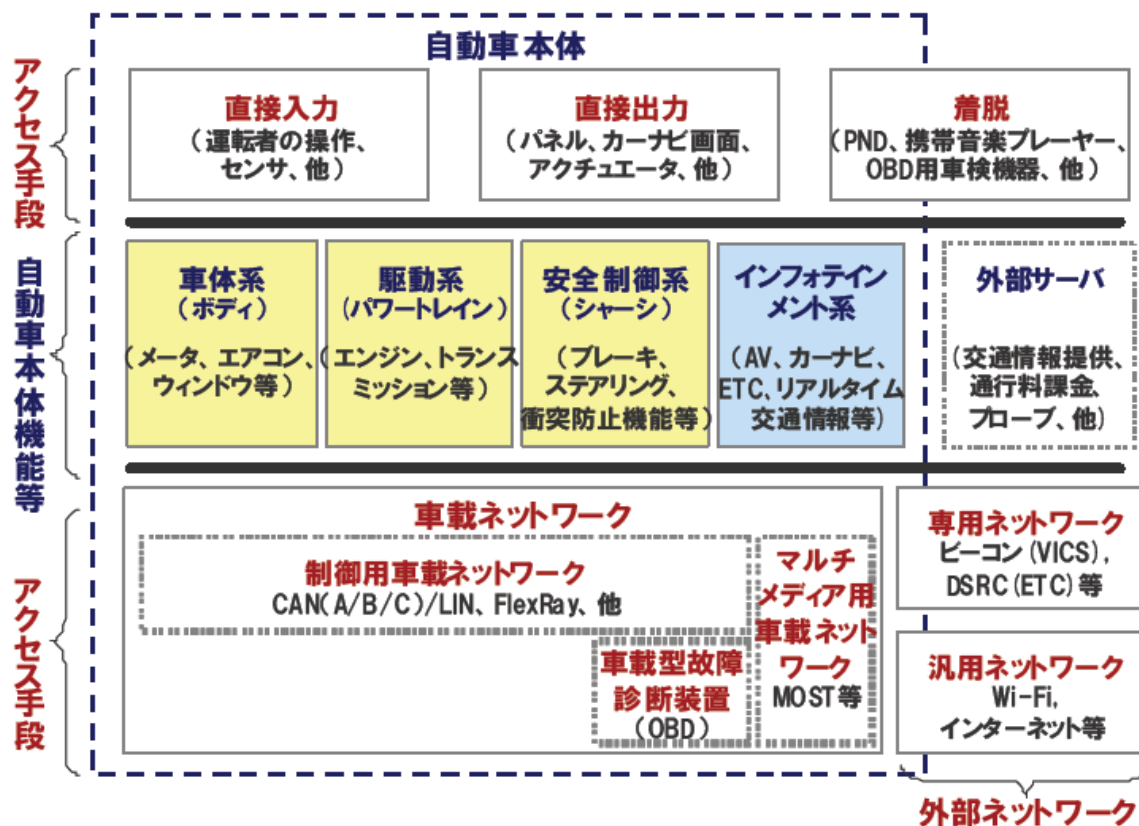 自動車本体
アクセス手段
直接入力
(運転者の操作、
センサ、他)
直接出力
(パネル、カーナビ画面、
アクチュエータ、他)
着脱
(PND、携帯音楽プレーヤー、
OBD用車検機器、他)
自動車本体機能等
車体系
(ボディ)
(メータ、エアコン、
ウィンドウ等)
駆動系
(パワートレイン)
(エンジン、トランス
ミッション等)
安全制御系
(シャーシ)
(ブレーキ、
ステアリング、
衝突防止機能等)
インフォテイン
メント系
(AV、カーナビ、
ETC、リアルタイム
交通情報等)
外部サーバ
(交通情報提供、
通行料課金、
プローブ、他)
アクセス手段
車載ネットワーク
制御用車載ネットワーク
CAN(A/B/C)/LIN、FlexRay、他
車載型故障
診断装置
(OBD)
マルチ
メディア用
車載ネット
ワーク
MOST等
専用ネットワーク
ビーコン(VICS),
DSRC(ETC)等
汎用ネットワーク
Wi-Fi,
インターネット等
外部ネットワーク